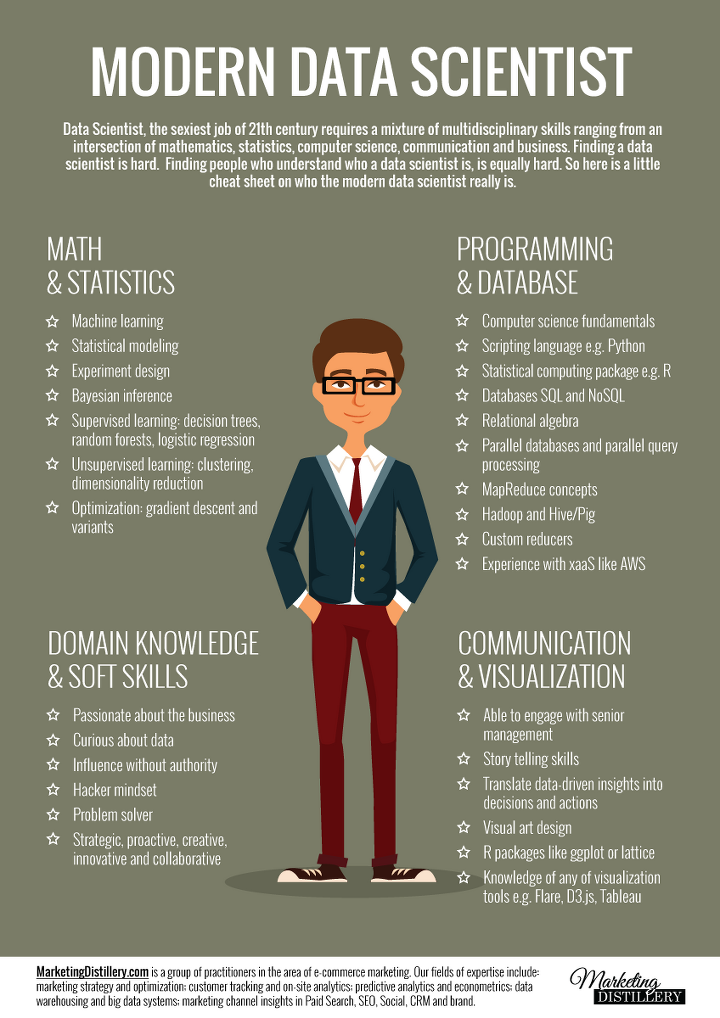 MODERN DATA SCIENTIST
Data Scientist, the sexiest job of 21th century requires a mixture of multidisciplinary skills ranging from an
intersection of mathematics, statistics, computer science, communication and business. Finding a data
scientist is hard. Finding people who understand who a data scientist is, is equally hard. So here is a little
cheat sheet on who the modern data scientist really is.
MATH
& STATISTICS
Machine learning
Statistical modeling
Experiment design
Bayesian inference
Supervised learning: decision trees,
random forests, logistic regression
Unsupervised learning: clustering,
dimensionality reduction
Optimization: gradient descent and
variants
PROGRAMMING
& DATABASE
Computer science fundamentals
Scripting language e.g. Python
Statistical computing package e.g. R
Databases SQL and NoSQL
Relational algebra
Parallel databases and parallel query
processing
MapReduce concepts
Hadoop and Hive/Pig
Custom reducers
Experience with xaaS like AWS
DOMAIN KNOWLEDGE
& SOFT SKILLS
Passionate about the business
Curious about data
Influence without authority
Hacker mindset
Problem solver
Strategic, proactive, creative,
innovative and collaborative
COMMUNICATION
& VISUALIZATION
Able to engage with senior
management
Story telling skills
Translate data-driven insights into
decisions and actions
Visual art design
R packages like ggplot or lattice
Knowledge of any of visualization
tools e.g. Flare, D3.js, Tableau
MarketingDistillery.com is a group of practitioners in the area of e-commerce marketing. Our fields of expertise include:
marketing strategy and optimization; customer tracking and on-site analytics; predictive analytics and econometrics; data
warehousing and big data systems; marketing channel insights in Paid Search, SEO, Social, CRM and brand.
Marketing
DISTILLERY